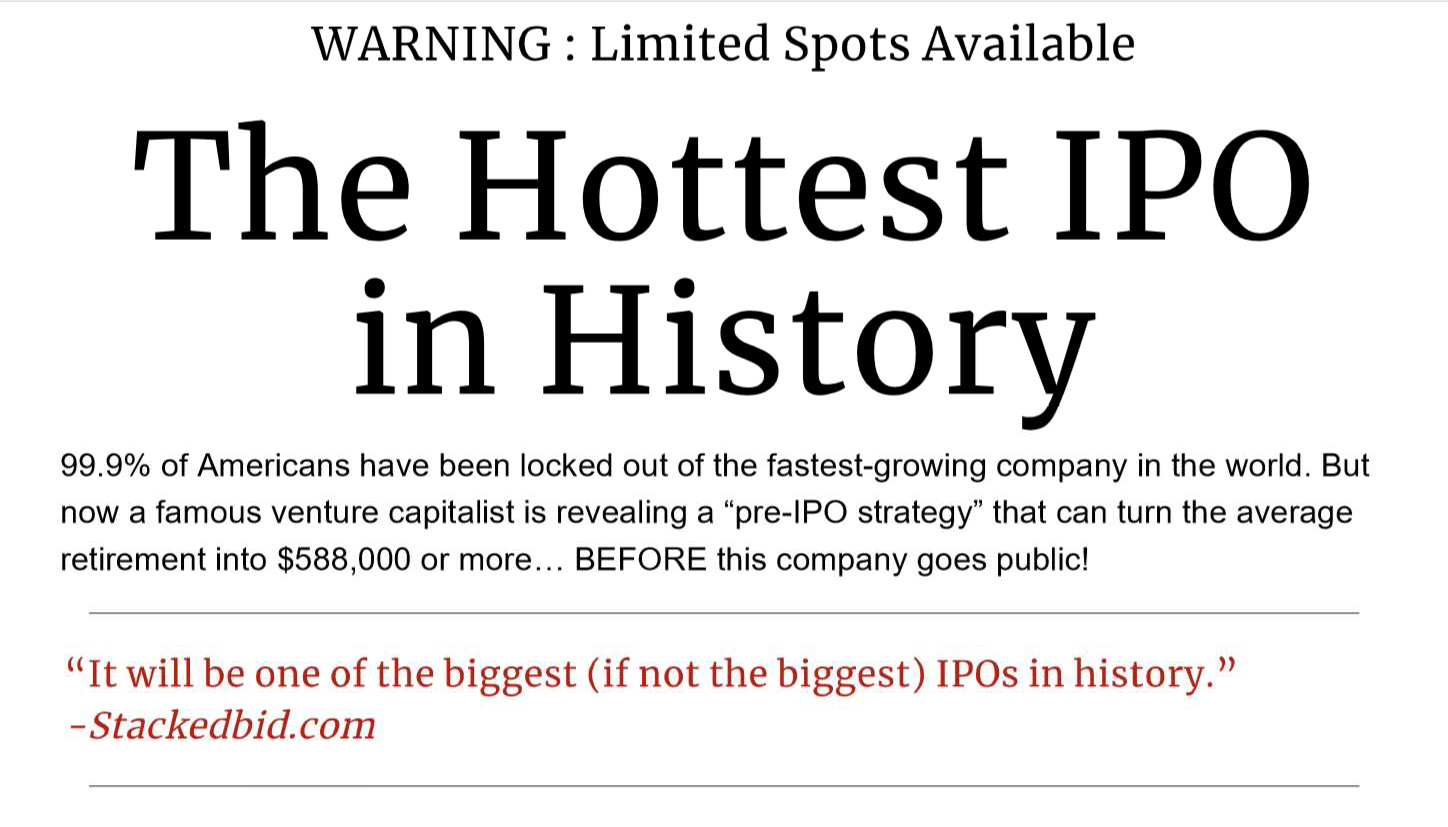 WARNING : Limited Spots Available
The Hottest IPO
in History
99.9% of Americans have been locked out of the fastest-growing company in the world. But
now a famous venture capitalist is revealing a “pre-IPO strategy” that can turn the average
retirement into $588,000 or more… BEFORE this company goes public!
“It will be one of the biggest (if not the biggest) IPOs in history.”
-Stackedbid.com